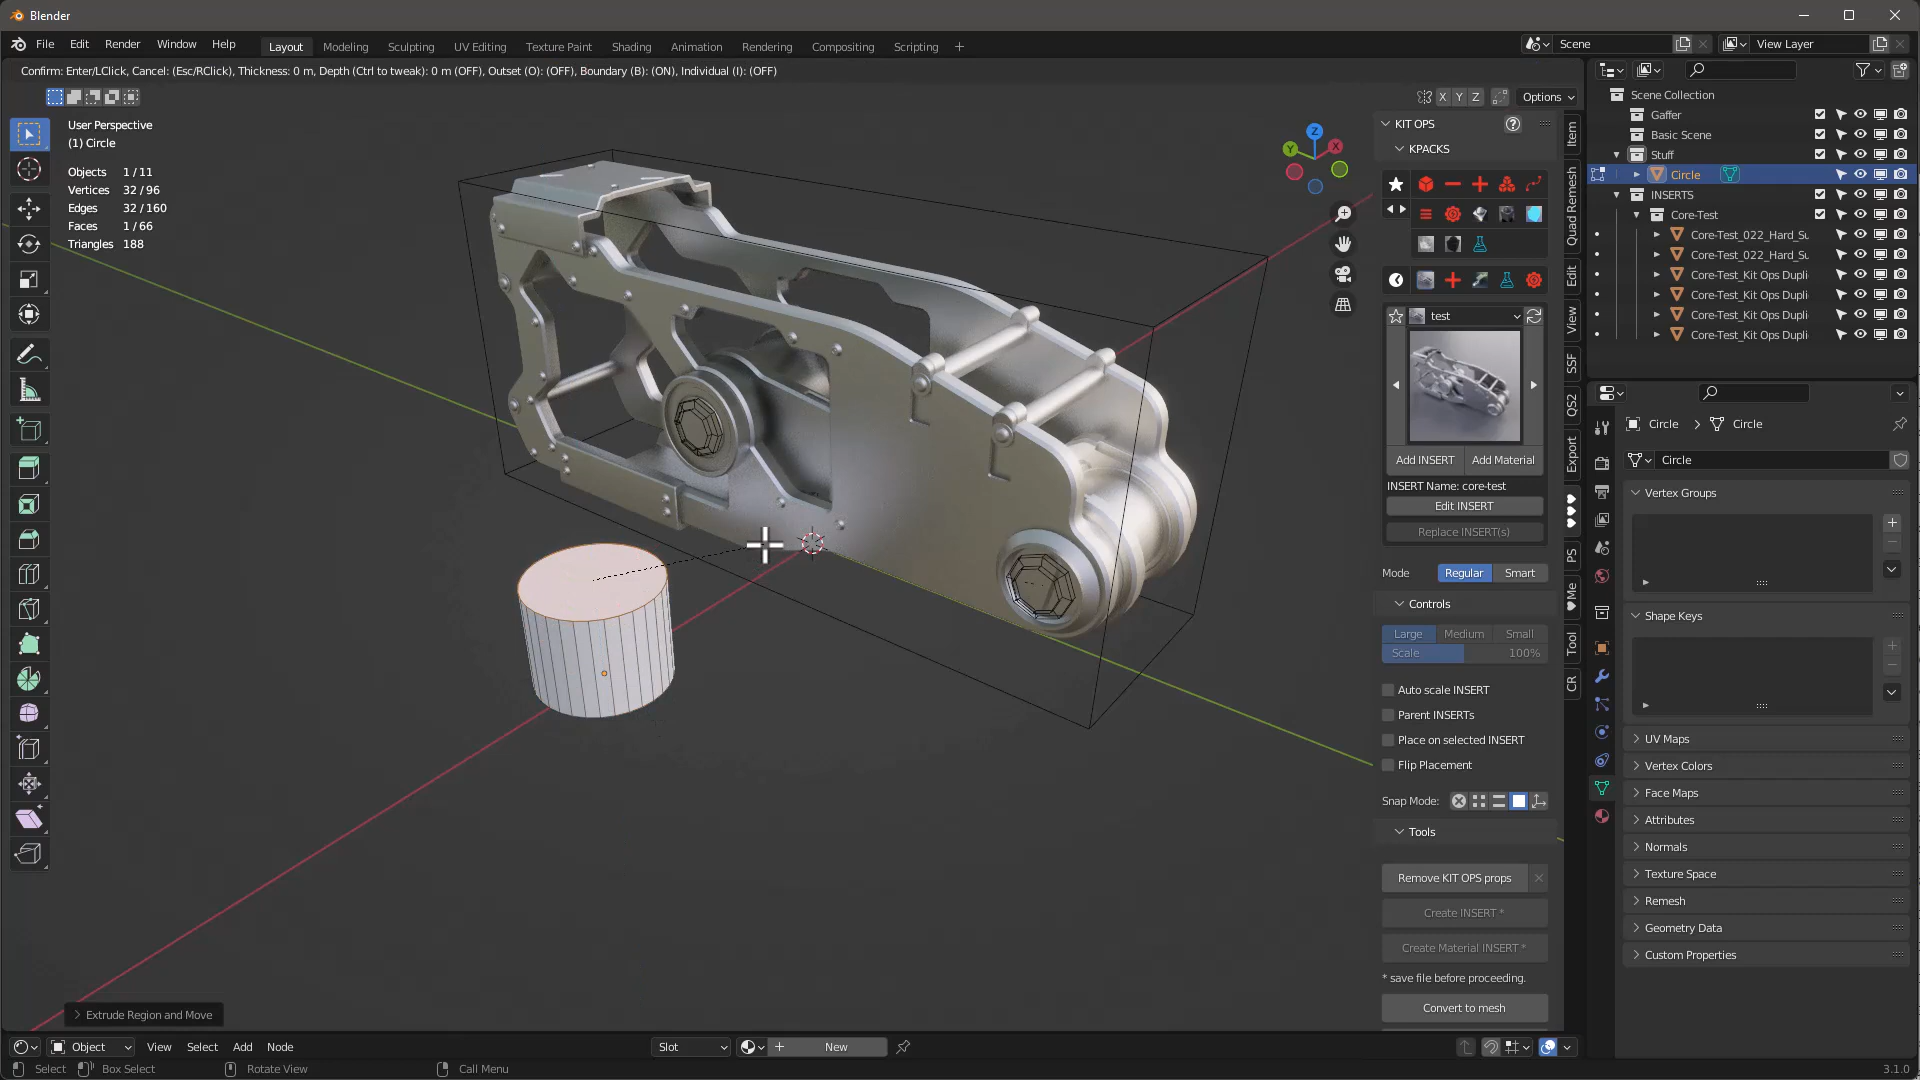 Blender
File Edit Render Window Help Layout Modeling Sculpting UV Editing Texture Paint Shading Animation Rendering Compositing Scripting Scene View Layer
Confirm: Enter/LClick, Cancel: (Esc/RClick), Thickness: 0 m, Depth (Ctrl to tweak): 0 m (OFF), Outset (O): (OFF), Boundary (B): (ON), Individual (I): (OFF)
X Y Z Options
User Perspective
(1) Circle
Objects 1 / 11
Vertices 32 / 96
Edges 32 / 160
Faces 1 / 66
Triangles 188
Z
Y
X
KIT OPS
KPACKS
test
Add INSERT Add Material
INSERT Name: core-test
Edit INSERT
Replace INSERT(s)
Mode Regular Smart
Controls
Large Medium Small
Scale 100%
Auto scale INSERT
Parent INSERTs
Place on selected INSERT
Flip Placement
Snap Mode:
Tools
Remove KIT OPS props
Create INSERT *
Create Material INSERT *
* save file before proceeding.
Convert to mesh
Item
Quad Remesh
Edit
View
SSF
QS2
Export
♥♥♥
PS
♥ Me
Tool
CR
Scene Collection
Gaffer
Basic Scene
Stuff
Circle
INSERTS
Core-Test
Core-Test_022_Hard_Su
Core-Test_022_Hard_Su
Core-Test_Kit Ops Dupli
Core-Test_Kit Ops Dupli
Core-Test_Kit Ops Dupli
Core-Test_Kit Ops Dupli
Circle Circle
Circle
Vertex Groups
Shape Keys
UV Maps
Vertex Colors
Face Maps
Attributes
Normals
Texture Space
Remesh
Geometry Data
Custom Properties
Extrude Region and Move
Object View Select Add Node Slot New
Select Box Select Rotate View Call Menu 3.1.0